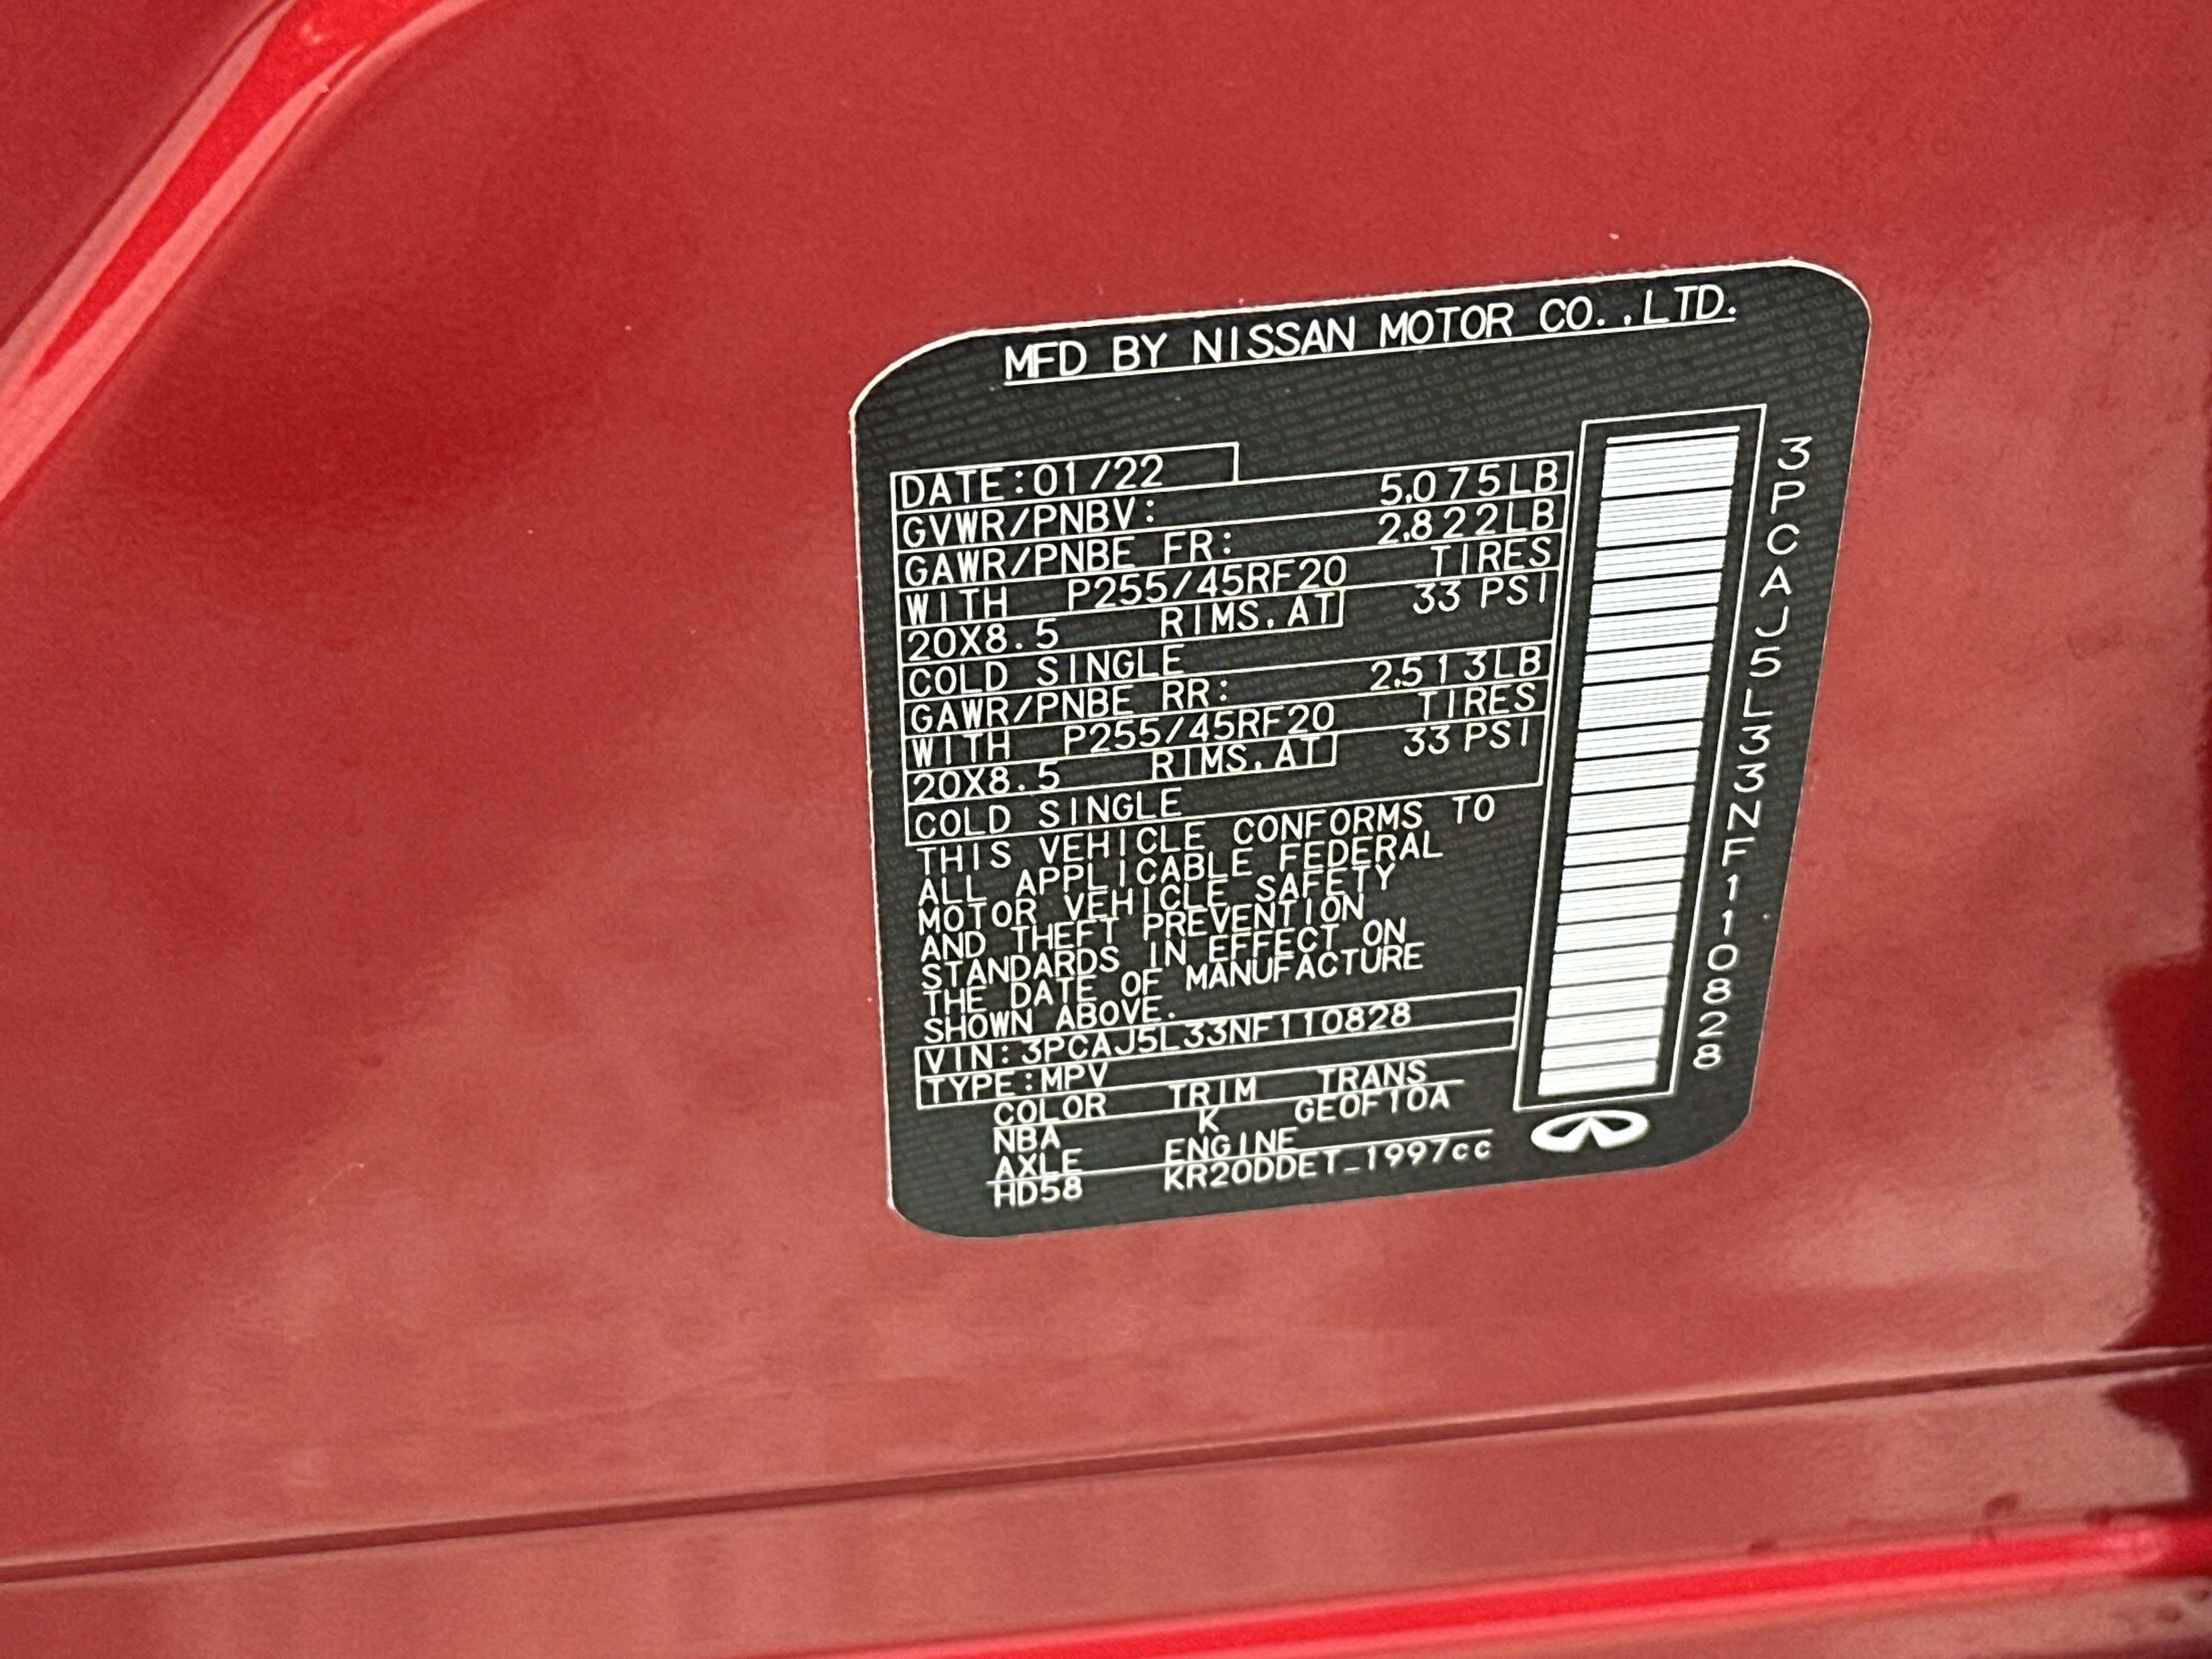 MFD BY NISSAN MOTOR CO.,LTD.
DATE:01/22
GVWR/PNBV: 5,075LB
GAWR/PNBE FR: 2,822LB
WITH P255/45RF20 TIRES
20X8.5 RIMS, AT 33 PSI
COLD SINGLE
GAWR/PNBE RR: 2,513LB
WITH P255/45RF20 TIRES
20X8.5 RIMS, AT 33 PSI
COLD SINGLE
THIS VEHICLE CONFORMS TO
ALL APPLICABLE FEDERAL
MOTOR VEHICLE SAFETY
AND THEFT PREVENTION
STANDARDS IN EFFECT ON
THE DATE OF MANUFACTURE
SHOWN ABOVE.
VIN:3PCAJ5L33NF110828
TYPE:MPV
COLOR TRIM TRANS
NBA K GEOF10A
AXLE ENGINE
HD58 KR20DDET_1997cc
3PCAJ5L33NF110828